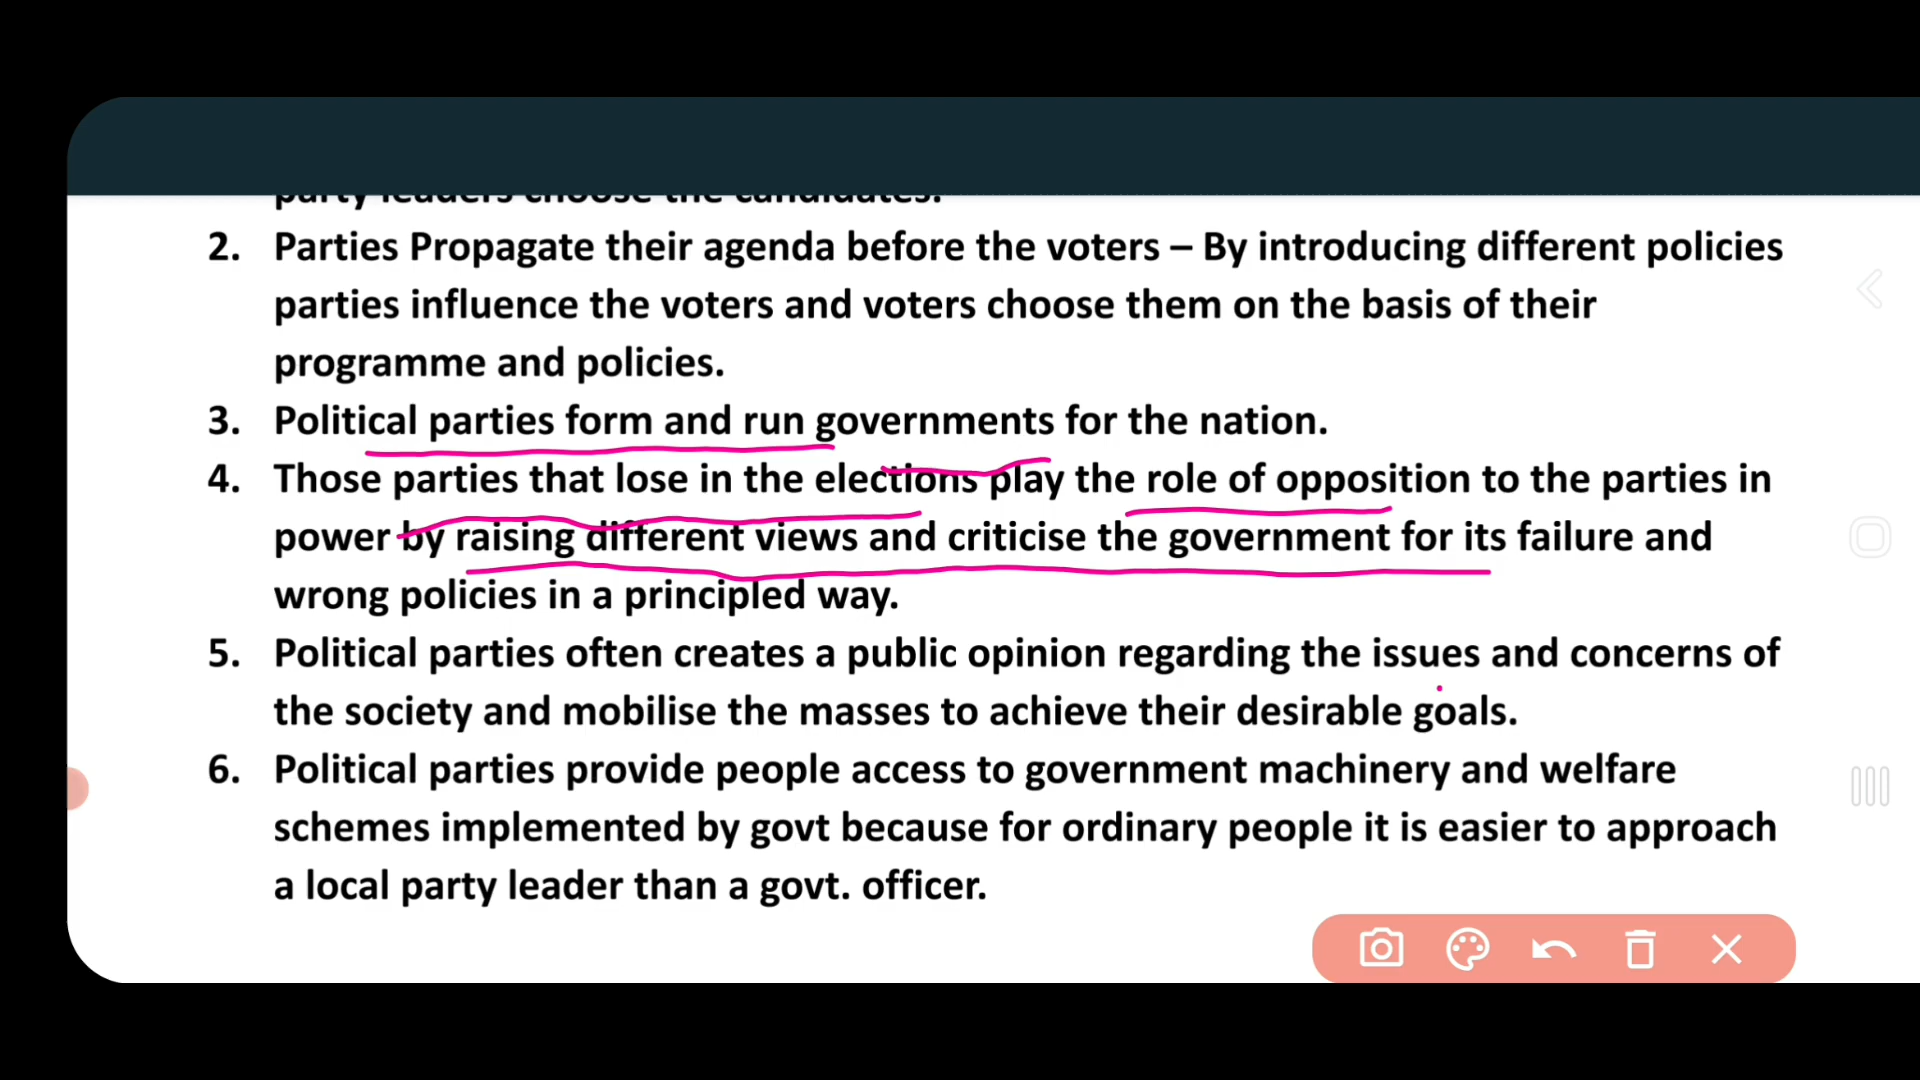 party leaders choose the candidates.
2. Parties Propagate their agenda before the voters – By introducing different policies
parties influence the voters and voters choose them on the basis of their
programme and policies.
3. Political parties form and run governments for the nation.
4. Those parties that lose in the elections play the role of opposition to the parties in
power by raising different views and criticise the government for its failure and
wrong policies in a principled way.
5. Political parties often creates a public opinion regarding the issues and concerns of
the society and mobilise the masses to achieve their desirable goals.
6. Political parties provide people access to government machinery and welfare
schemes implemented by govt because for ordinary people it is easier to approach
a local party leader than a govt. officer.